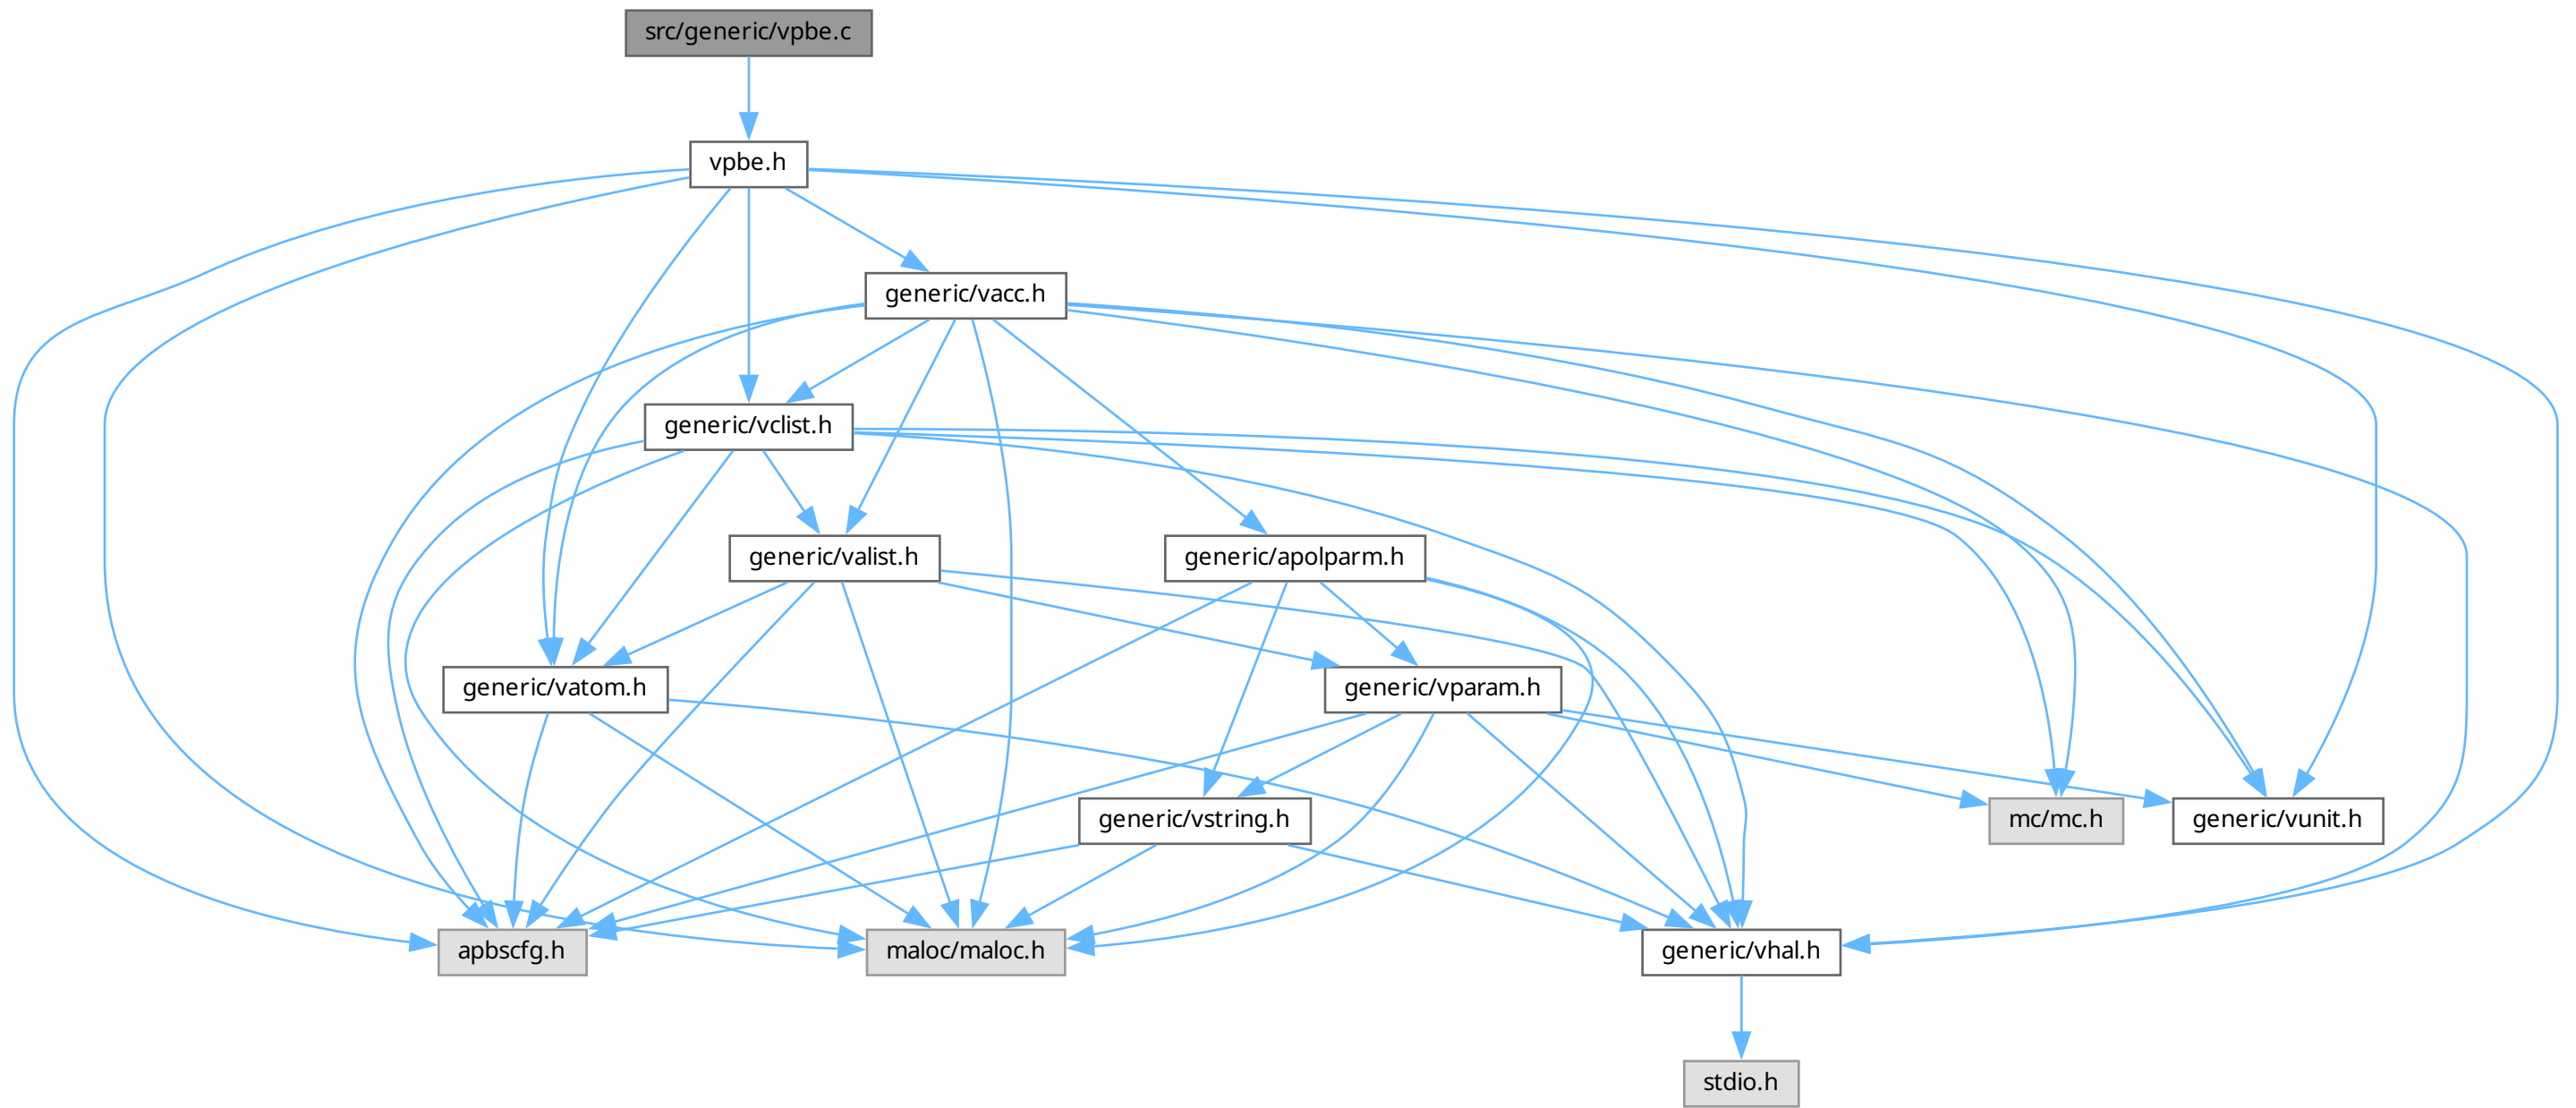 src/generic/vpbe.c
vpbe.h
generic/vacc.h
generic/vclist.h
generic/valist.h
generic/apolparm.h
generic/vatom.h
generic/vparam.h
generic/vstring.h
mc/mc.h
generic/vunit.h
apbscfg.h
maloc/maloc.h
generic/vhal.h
stdio.h